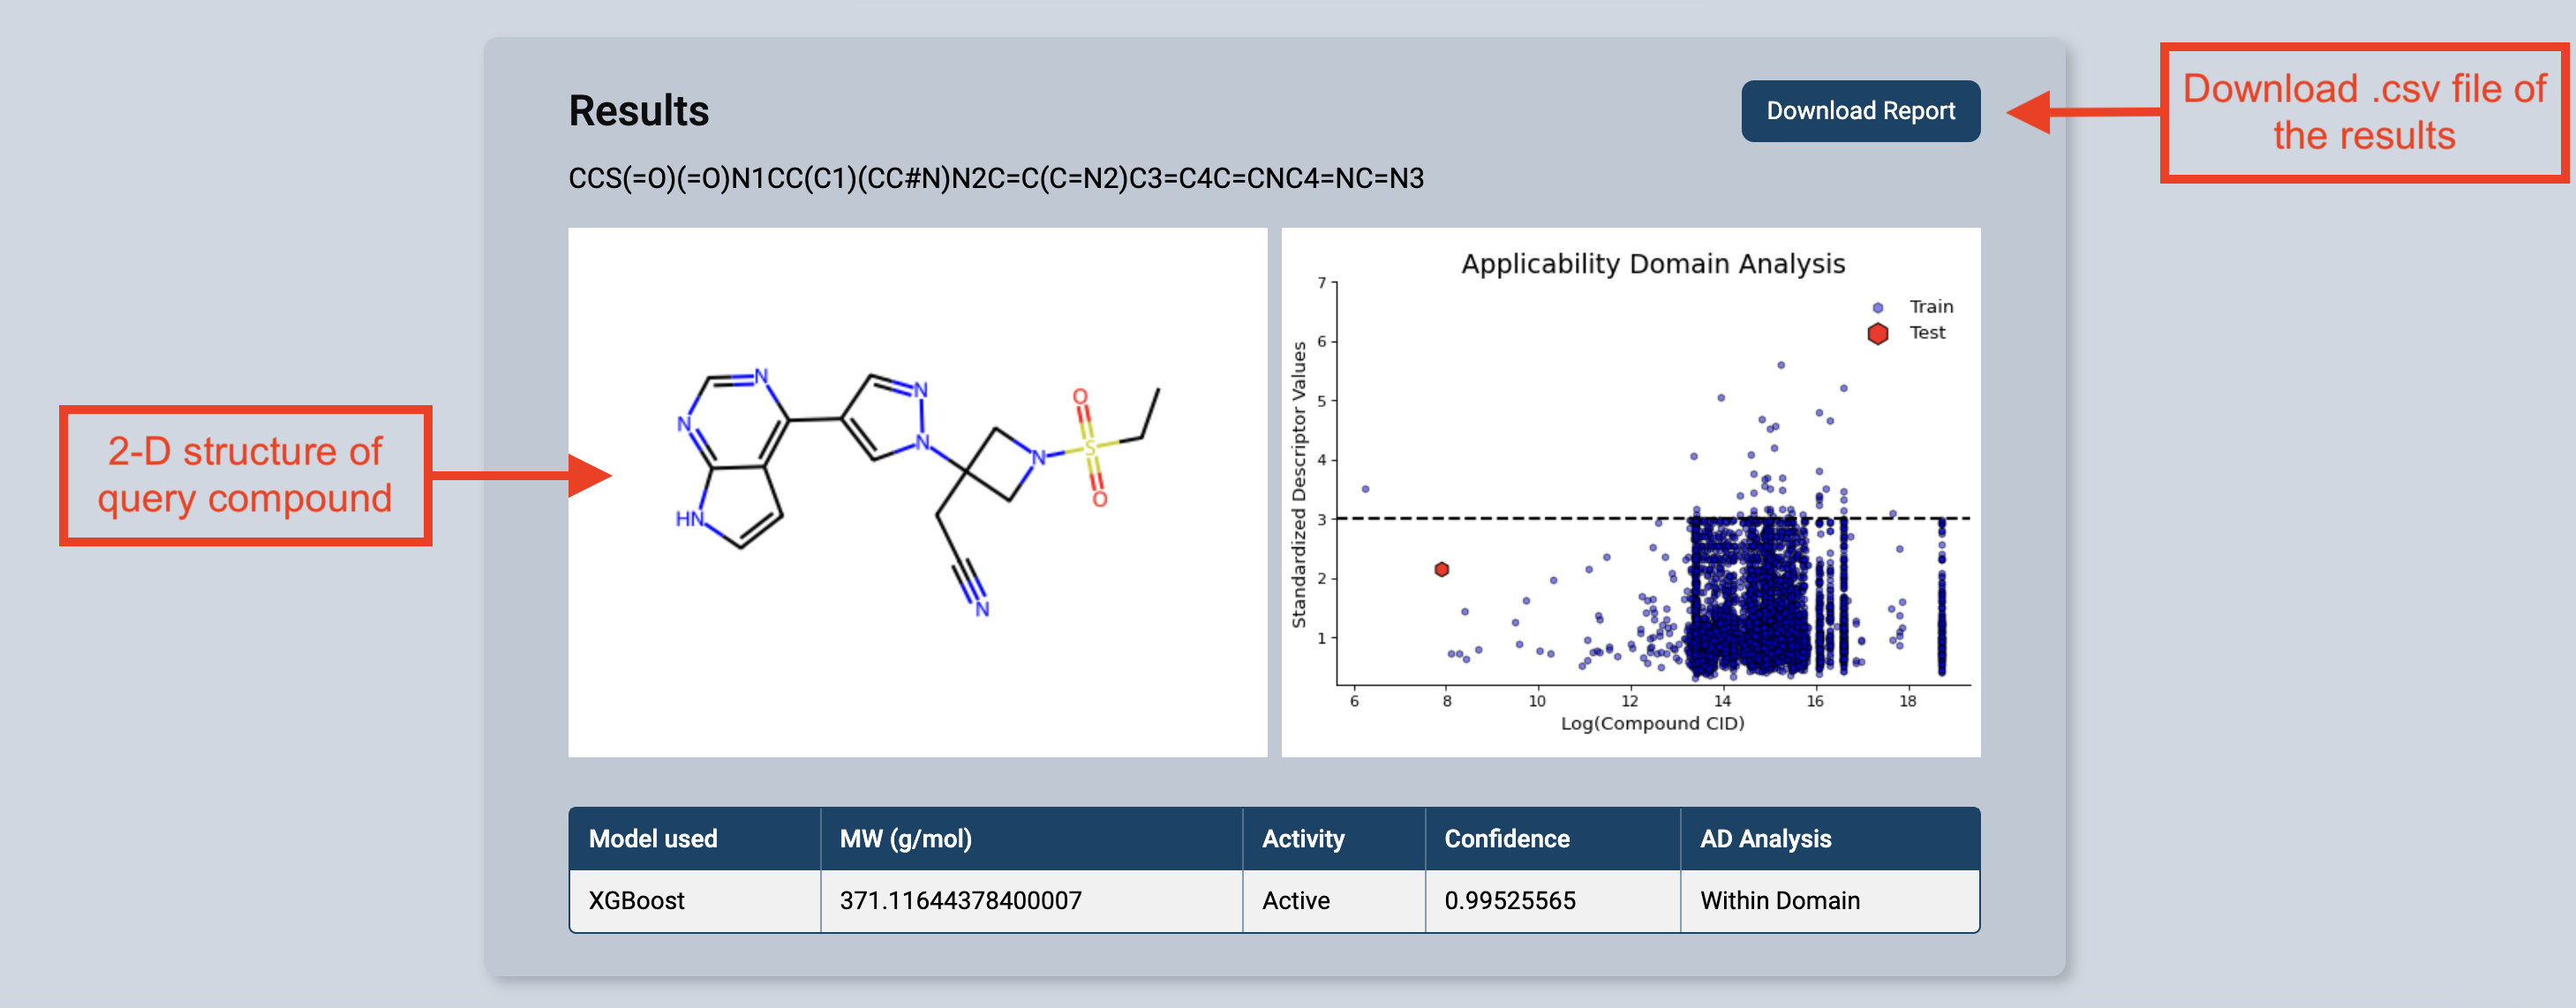 Results
Download Report
Download .csv file of
the results
CCS(=O)(=O)N1CC(C1)(CC#N)N2C=C(C=N2)C3=C4C=CNC4=NC=N3
2-D structure of
query compound
N
N
HN
N
N
N
O
S
O
N
Applicability Domain Analysis
Train
Test
Standardized Descriptor Values
7
6
5
4
3
2
1
6 8 10 12 14 16 18
Log(Compound CID)
Model used MW (g/mol) Activity Confidence AD Analysis
XGBoost 371.11644378400007 Active 0.99525565 Within Domain